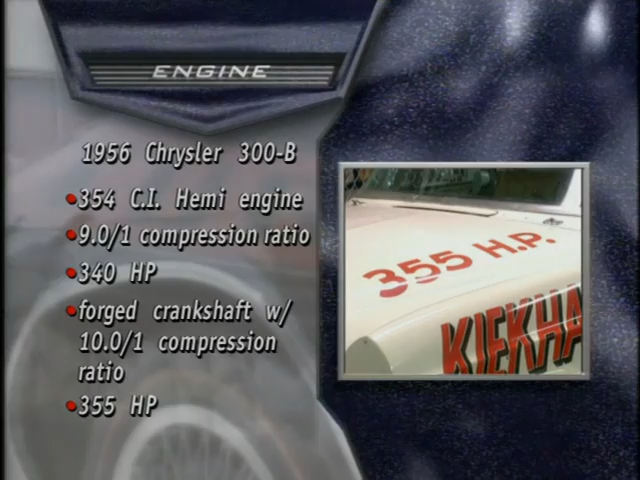 ENGINE
1956 Chrysler 300-B
•354 C.I. Hemi engine
•9.0/1 compression ratio
•340 HP
•forged crankshaft w/
10.0/1 compression
ratio
•355 HP
355 H.P.
KIEKHA